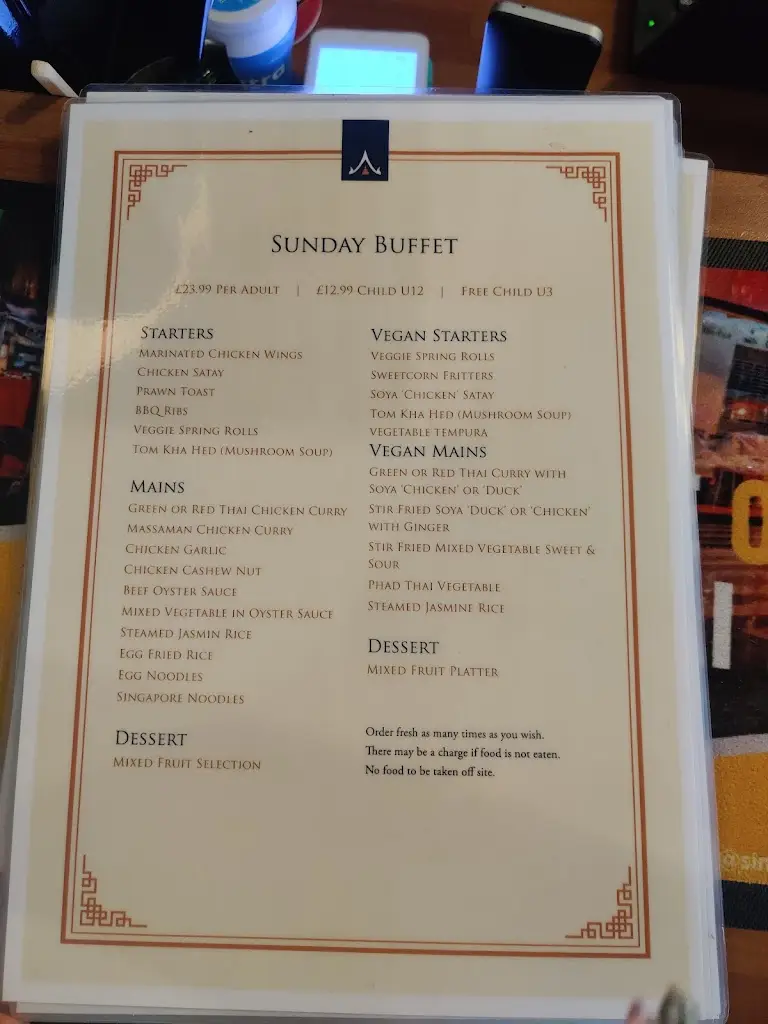 SUNDAY BUFFET
£23.99 PER ADULT | £12.99 CHILD U12 | FREE CHILD U3
STARTERS
MARINATED CHICKEN WINGS
CHICKEN SATAY
PRAWN TOAST
BBQ RIBS
VEGGIE SPRING ROLLS
TOM KHA HED (MUSHROOM SOUP)
MAINS
GREEN OR RED THAI CHICKEN CURRY
MASSAMAN CHICKEN CURRY
CHICKEN GARLIC
CHICKEN CASHEW NUT
BEEF OYSTER SAUCE
MIXED VEGETABLE IN OYSTER SAUCE
STEAMED JASMIN RICE
EGG FRIED RICE
EGG NOODLES
SINGAPORE NOODLES
DESSERT
MIXED FRUIT SELECTION
VEGAN STARTERS
VEGGIE SPRING ROLLS
SWEETCORN FRITTERS
SOYA 'CHICKEN' SATAY
TOM KHA HED (MUSHROOM SOUP)
VEGETABLE TEMPURA
VEGAN MAINS
GREEN OR RED THAI CURRY WITH
SOYA 'CHICKEN' OR 'DUCK'
STIR FRIED SOYA 'DUCK' OR 'CHICKEN'
WITH GINGER
STIR FRIED MIXED VEGETABLE SWEET &
SOUR
PHAD THAI VEGETABLE
STEAMED JASMINE RICE
DESSERT
MIXED FRUIT PLATTER
Order fresh as many times as you wish.
There may be a charge if food is not eaten.
No food to be taken off site.